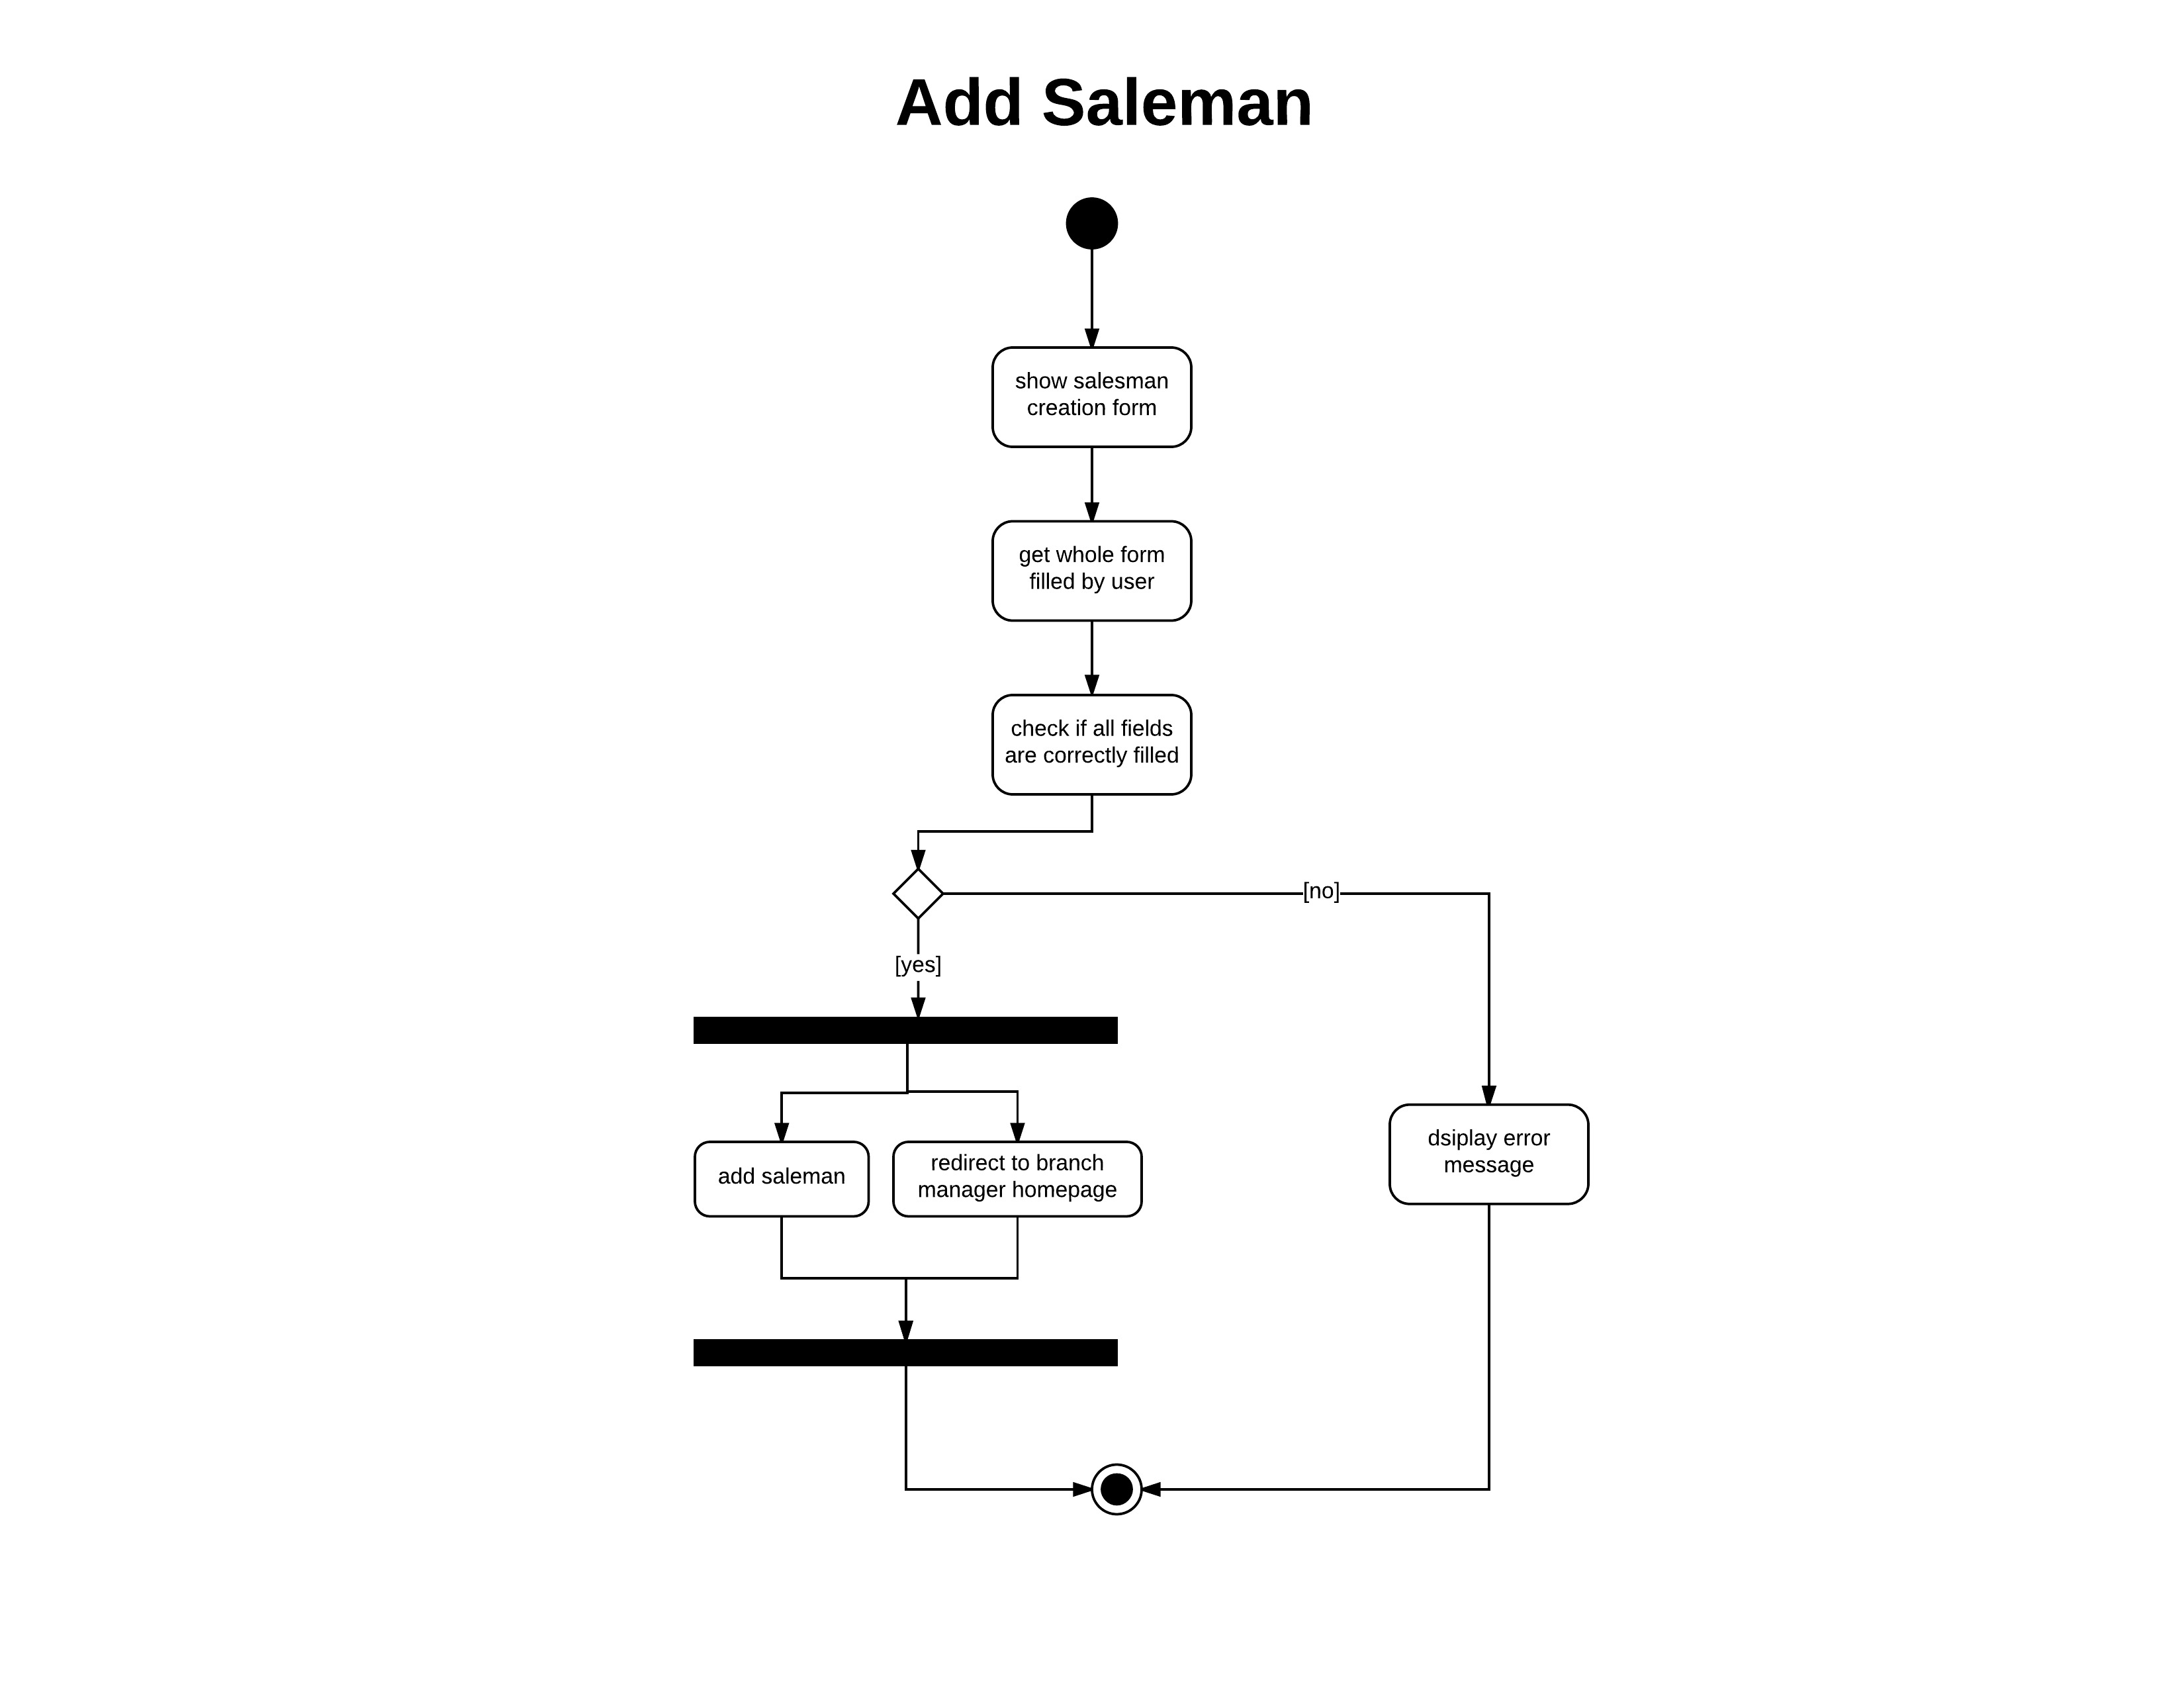 Add Saleman
show salesman
creation form
get whole form
filled by user
check if all fields
are correctly filled
[no]
[yes]
dsiplay error
message
add saleman
redirect to branch
manager homepage